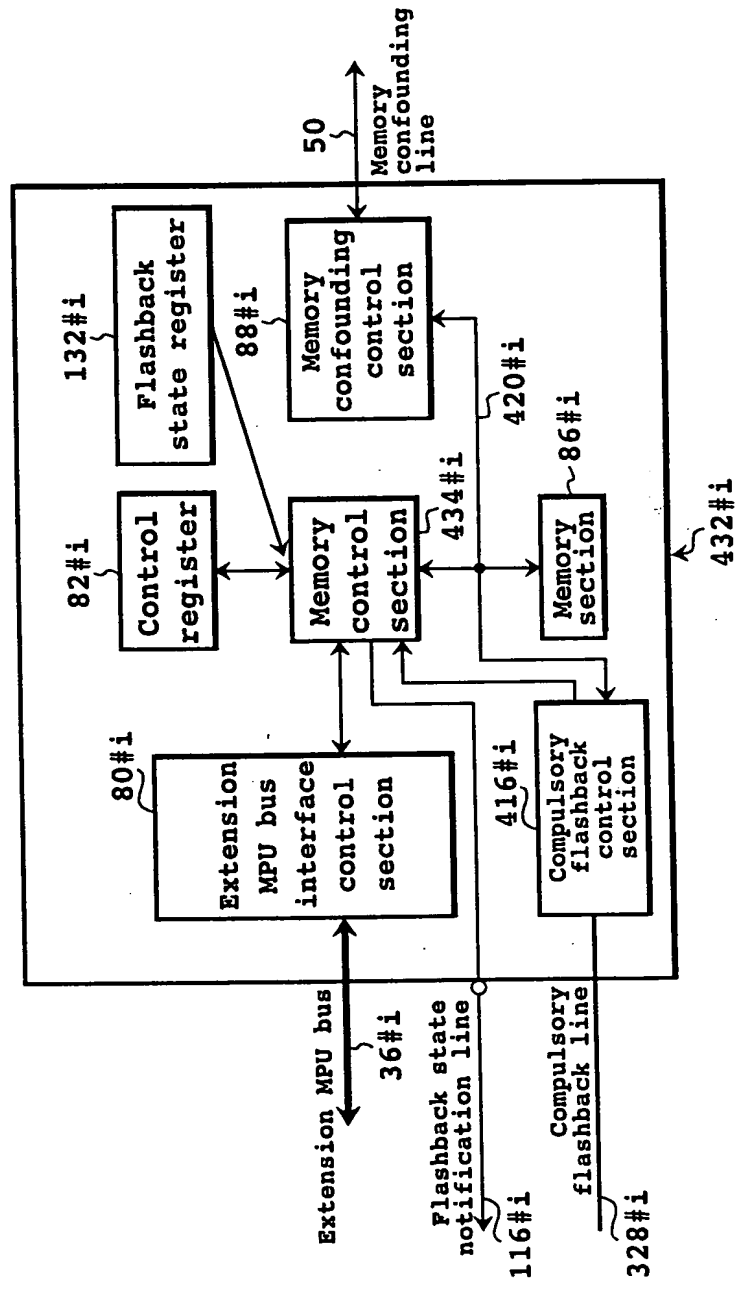 Extension MPU bus
36#i
Flashback state
notification line
116#i
Compulsory
flashback line
328#i
80#i
Extension
MPU bus
interface
control
section
416#i
Compulsory
flashback
control
section
82#i
Control
register
132#i
Flashback
state register
Memory
control
section
434#i
88#i
Memory
confounding
control
section
420#i
Memory
section
86#i
50
Memory
confounding
line
432#i